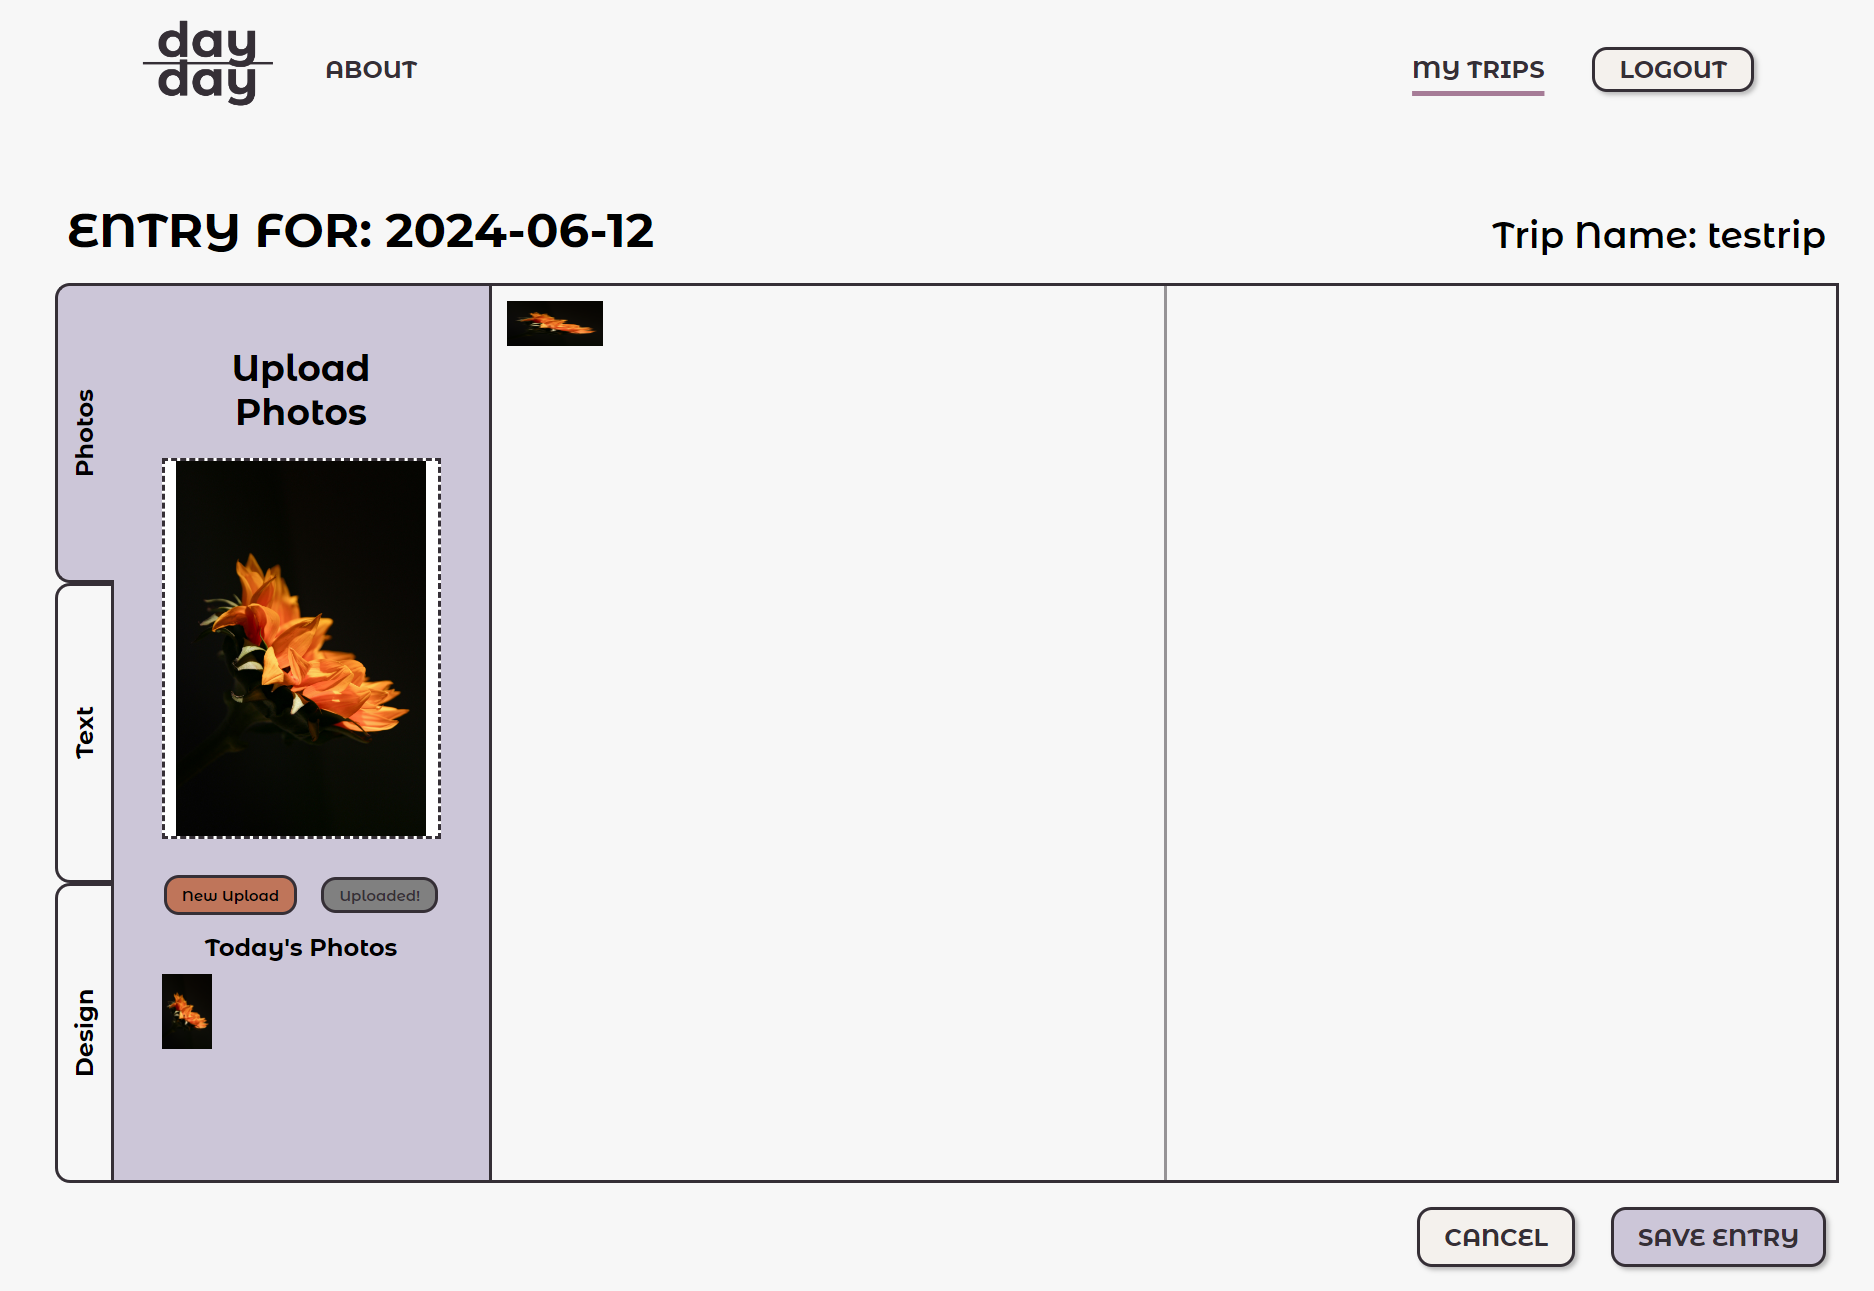 day
day
ABOUT
MY TRIPS
LOGOUT
ENTRY FOR: 2024-06-12
Trip Name: testrip
Photos
Text
Design
Upload
Photos
New Upload
Uploaded!
Today's Photos
CANCEL
SAVE ENTRY